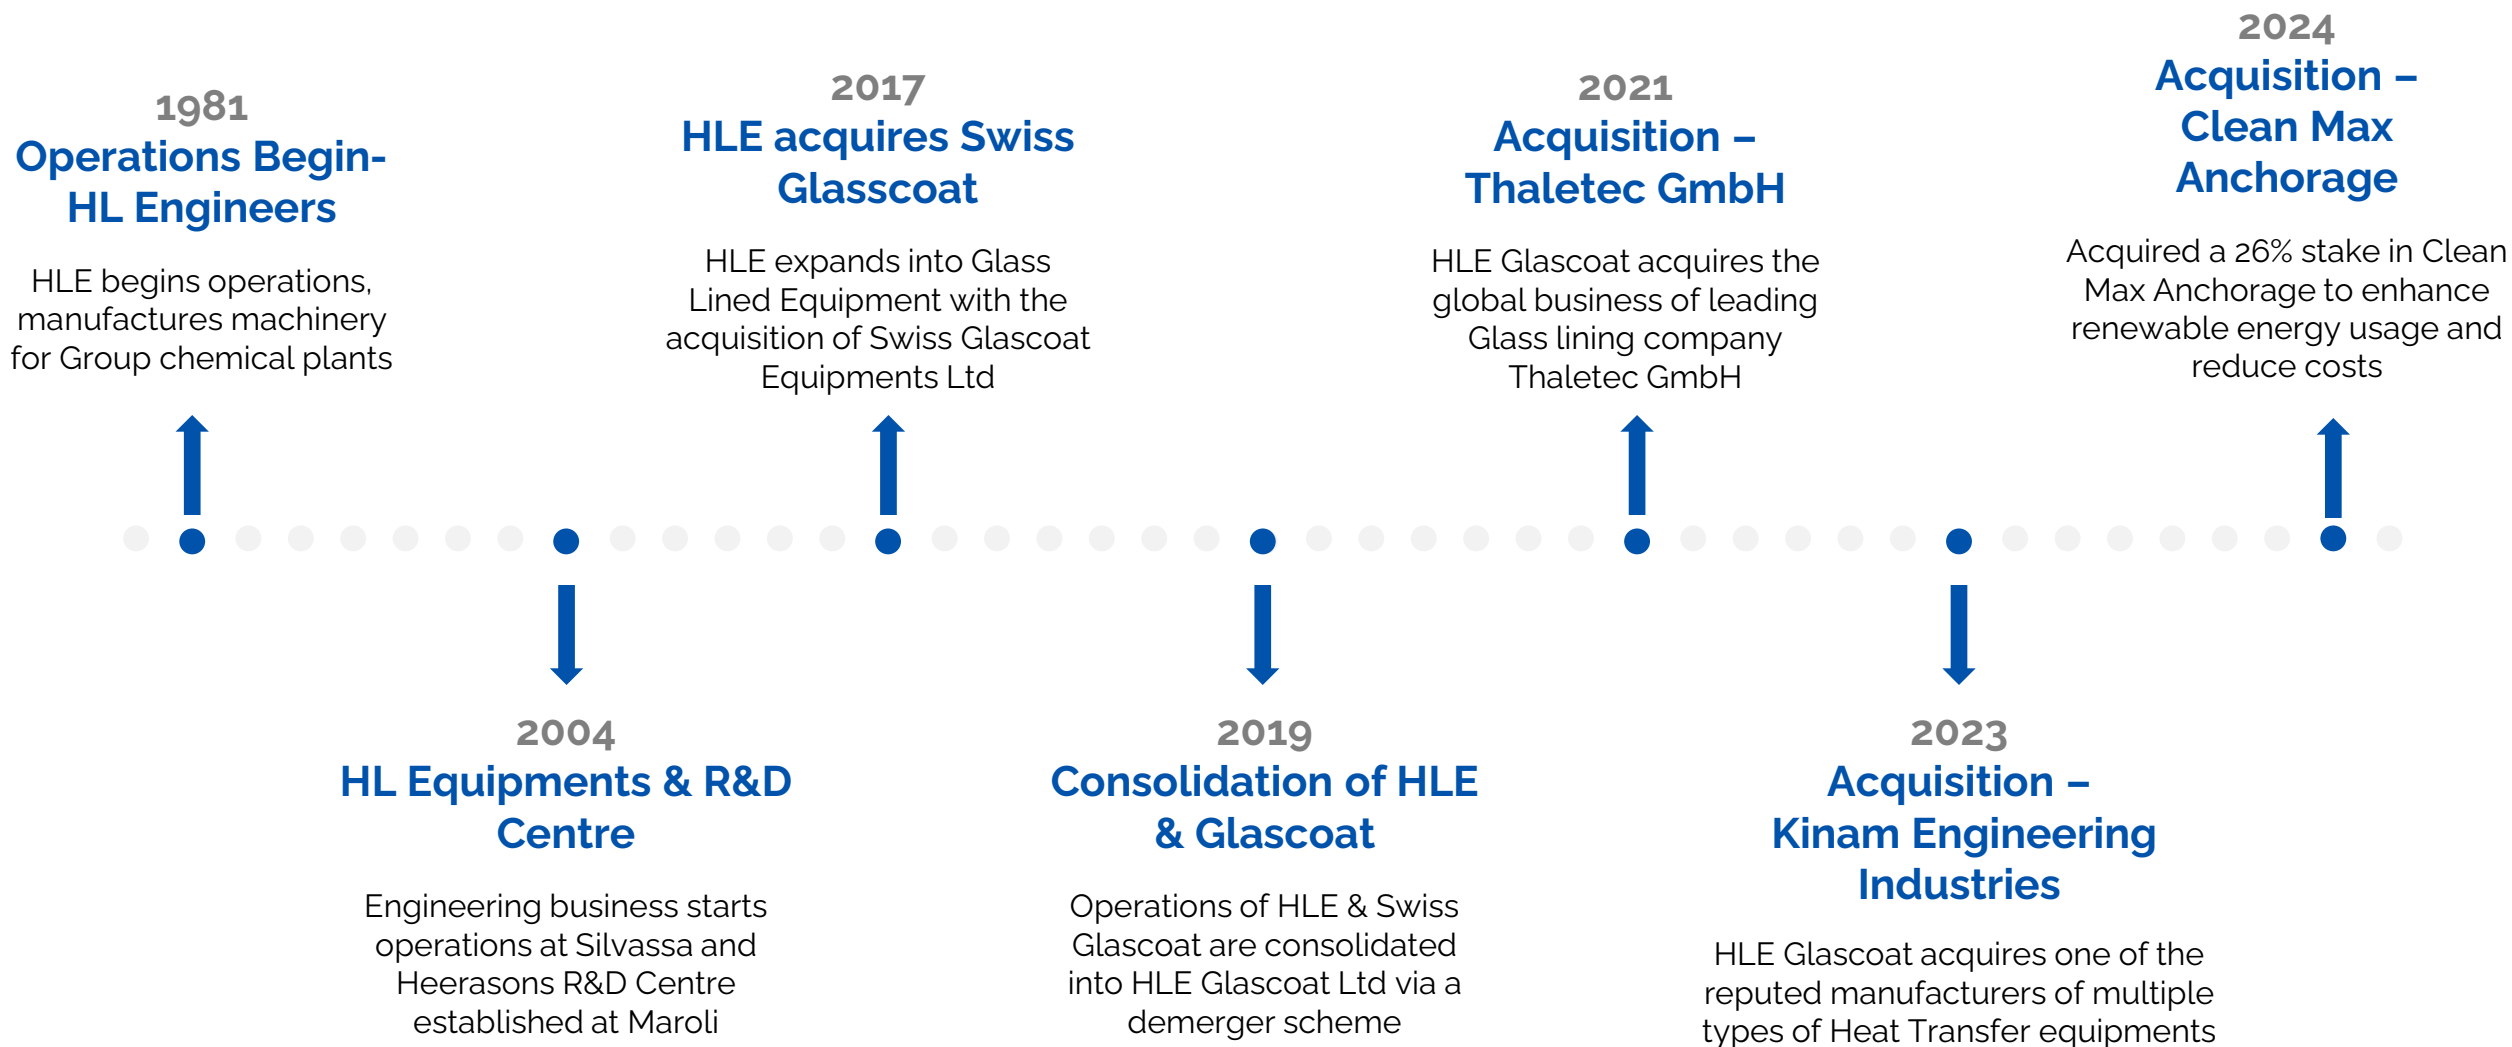 1981
Operations Begin-
HL Engineers
HLE begins operations,
manufactures machinery
for Group chemical plants
2004
HL Equipments & R&D
Centre
Engineering business starts
operations at Silvassa and
Heerasons R&D Centre
established at Maroli
2017
HLE acquires Swiss
Glasscoat
HLE expands into Glass
Lined Equipment with the
acquisition of Swiss Glascoat
Equipments Ltd
2019
Consolidation of HLE
& Glascoat
Operations of HLE & Swiss
Glascoat are consolidated
into HLE Glascoat Ltd via a
demerger scheme
2021
Acquisition –
Thaletec GmbH
HLE Glascoat acquires the
global business of leading
Glass lining company
Thaletec GmbH
2023
Acquisition –
Kinam Engineering
Industries
HLE Glascoat acquires one of the
reputed manufacturers of multiple
types of Heat Transfer equipments
2024
Acquisition –
Clean Max
Anchorage
Acquired a 26% stake in Clean
Max Anchorage to enhance
renewable energy usage and
reduce costs